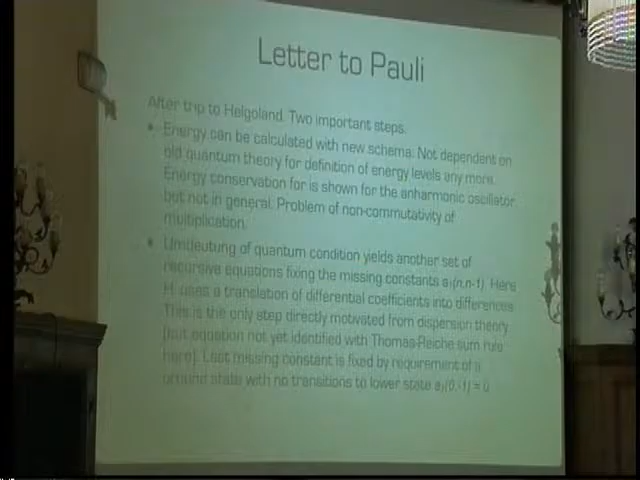 Letter to Pauli
After trip to Helgoland. Two important steps.
• Energy can be calculated with new schema. Not dependent on
old quantum theory for definition of energy levels any more.
Energy conservation for is shown for the anharmonic oscillator
but not in general. Problem of non-commutativity of
multiplication.
• Umdeutung of quantum condition yields another set of
recursive equations fixing the missing constants a₁(n,n-1). Here
H. uses a translation of differential coefficients into differences
This is the only step directly motivated from dispersion theory
(but equation not yet identified with Thomas-Reiche sum rule
here). Last missing constant is fixed by requirement of a
ground state with no transitions to lower state a₁(0,-1) = 0